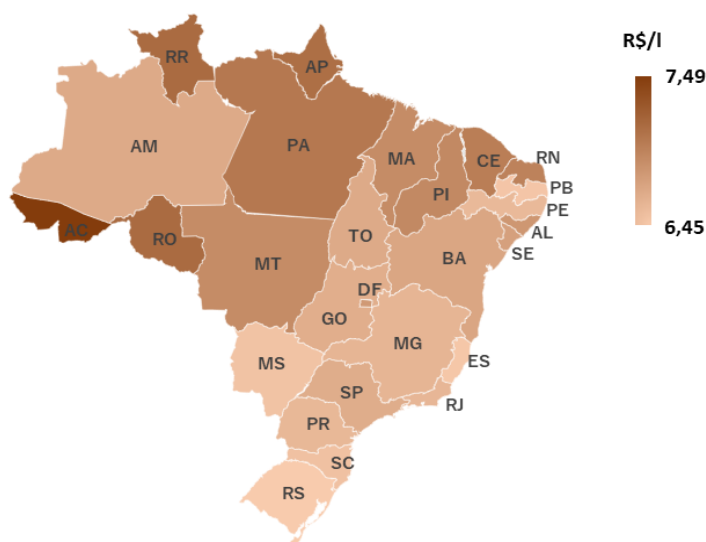 R$/l
7,49
6,45
RR
AP
AM
PA
MA
CE
RN
PB
PE
AL
SE
PI
AC
RO
TO
BA
MT
DF
GO
MG
ES
MS
SP
RJ
PR
SC
RS